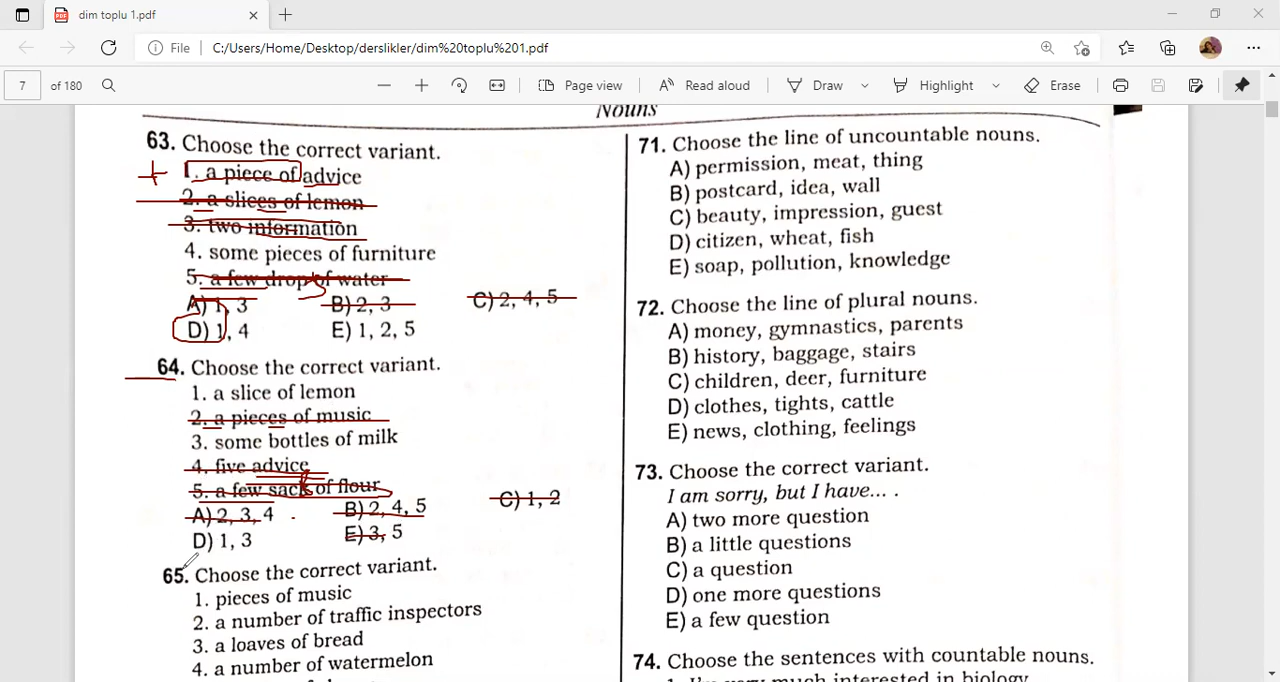 dim toplu 1.pdf
File C:/Users/Home/Desktop/derslikler/dim%20toplu%201.pdf
7 of 180 Page view Read aloud Draw Highlight Erase
Nouns
63. Choose the correct variant.
1. a piece of advice
2. a slices of lemon
3. two information
4. some pieces of furniture
5. a few drop of water
A) 1, 3 B) 2, 3 C) 2, 4, 5
D) 1, 4 E) 1, 2, 5
64. Choose the correct variant.
1. a slice of lemon
2. a pieces of music
3. some bottles of milk
4. five advice
5. a few sack of flour
A) 2, 3, 4 B) 2, 4, 5 C) 1, 2
D) 1, 3 E) 3, 5
65. Choose the correct variant.
1. pieces of music
2. a number of traffic inspectors
3. a loaves of bread
4. a number of watermelon
71. Choose the line of uncountable nouns.
A) permission, meat, thing
B) postcard, idea, wall
C) beauty, impression, guest
D) citizen, wheat, fish
E) soap, pollution, knowledge
72. Choose the line of plural nouns.
A) money, gymnastics, parents
B) history, baggage, stairs
C) children, deer, furniture
D) clothes, tights, cattle
E) news, clothing, feelings
73. Choose the correct variant.
I am sorry, but I have... .
A) two more question
B) a little questions
C) a question
D) one more questions
E) a few question
74. Choose the sentences with countable nouns.
1. I'm very much interested in biology